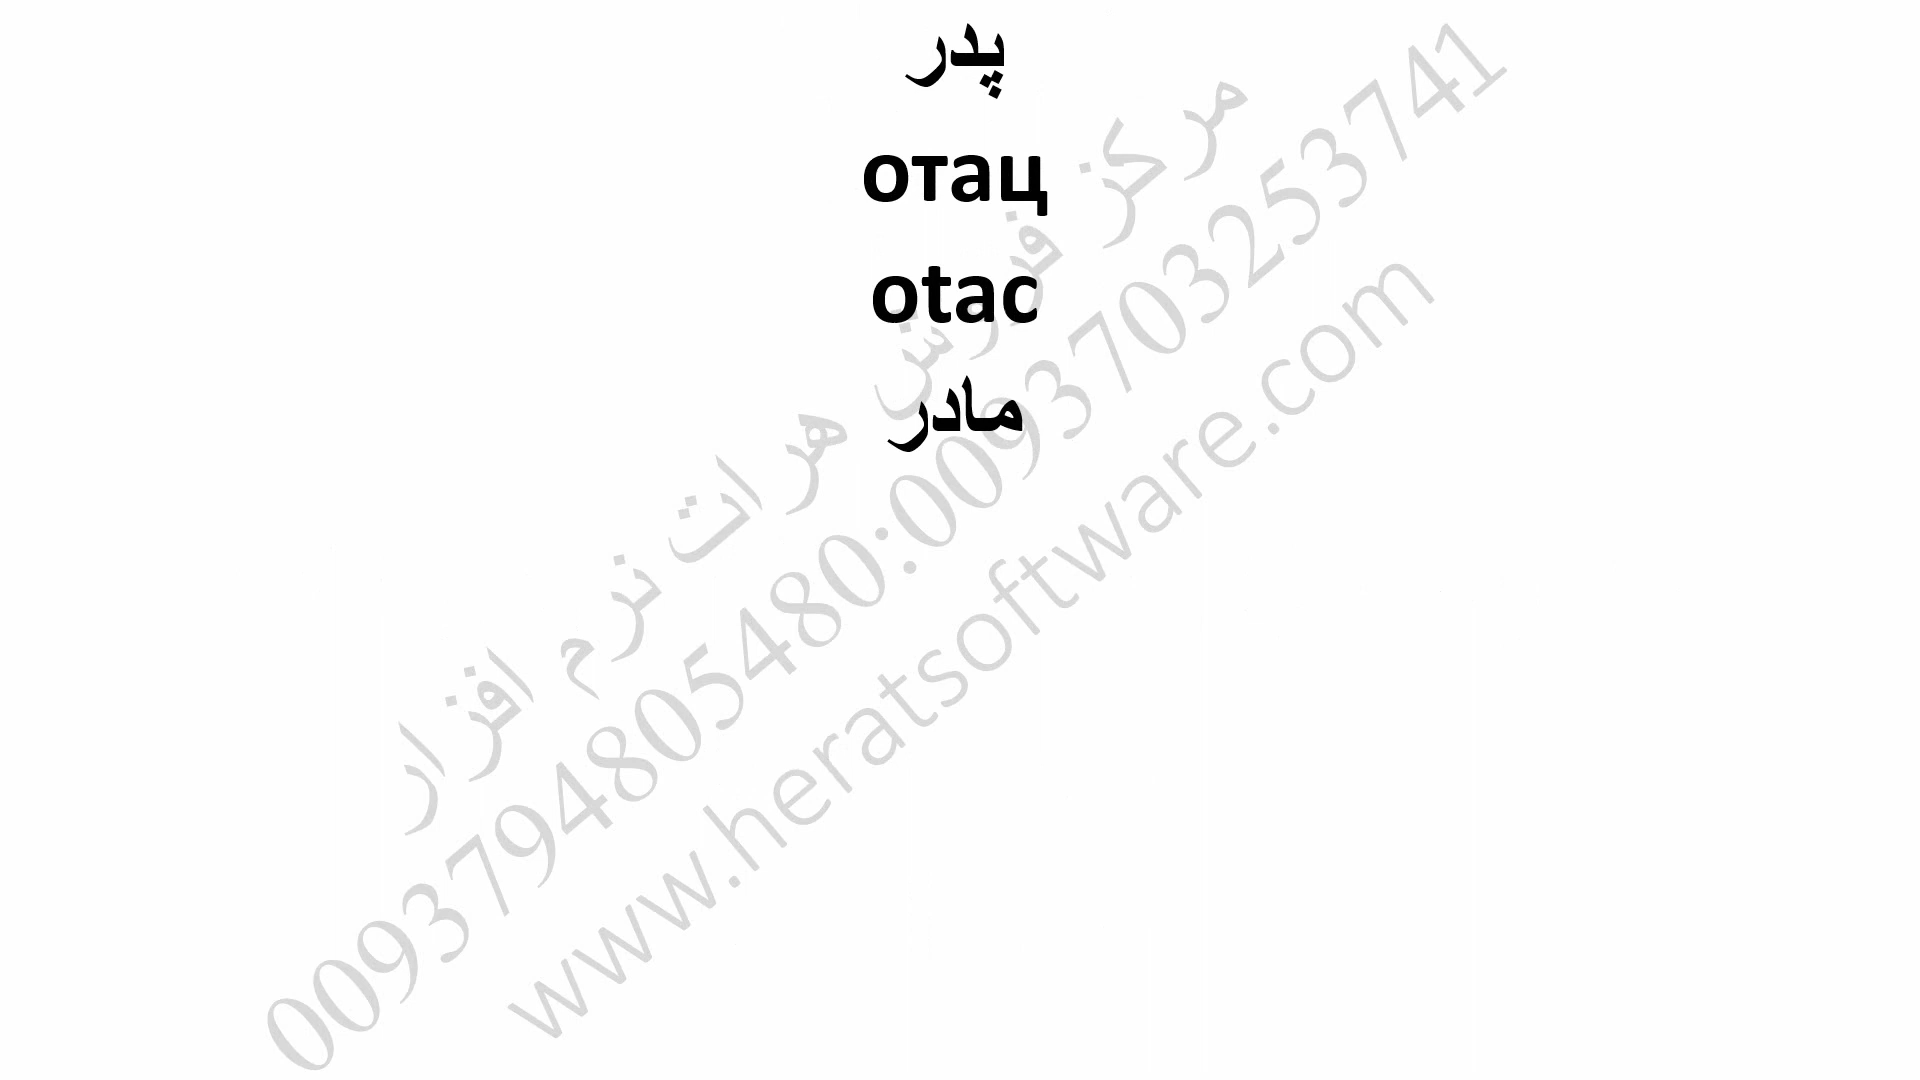 پدر
отац
otac
مادر
مرکز فروش هرات نرم افزار
0093794805480:0093703253741
www.heratsoftware.com